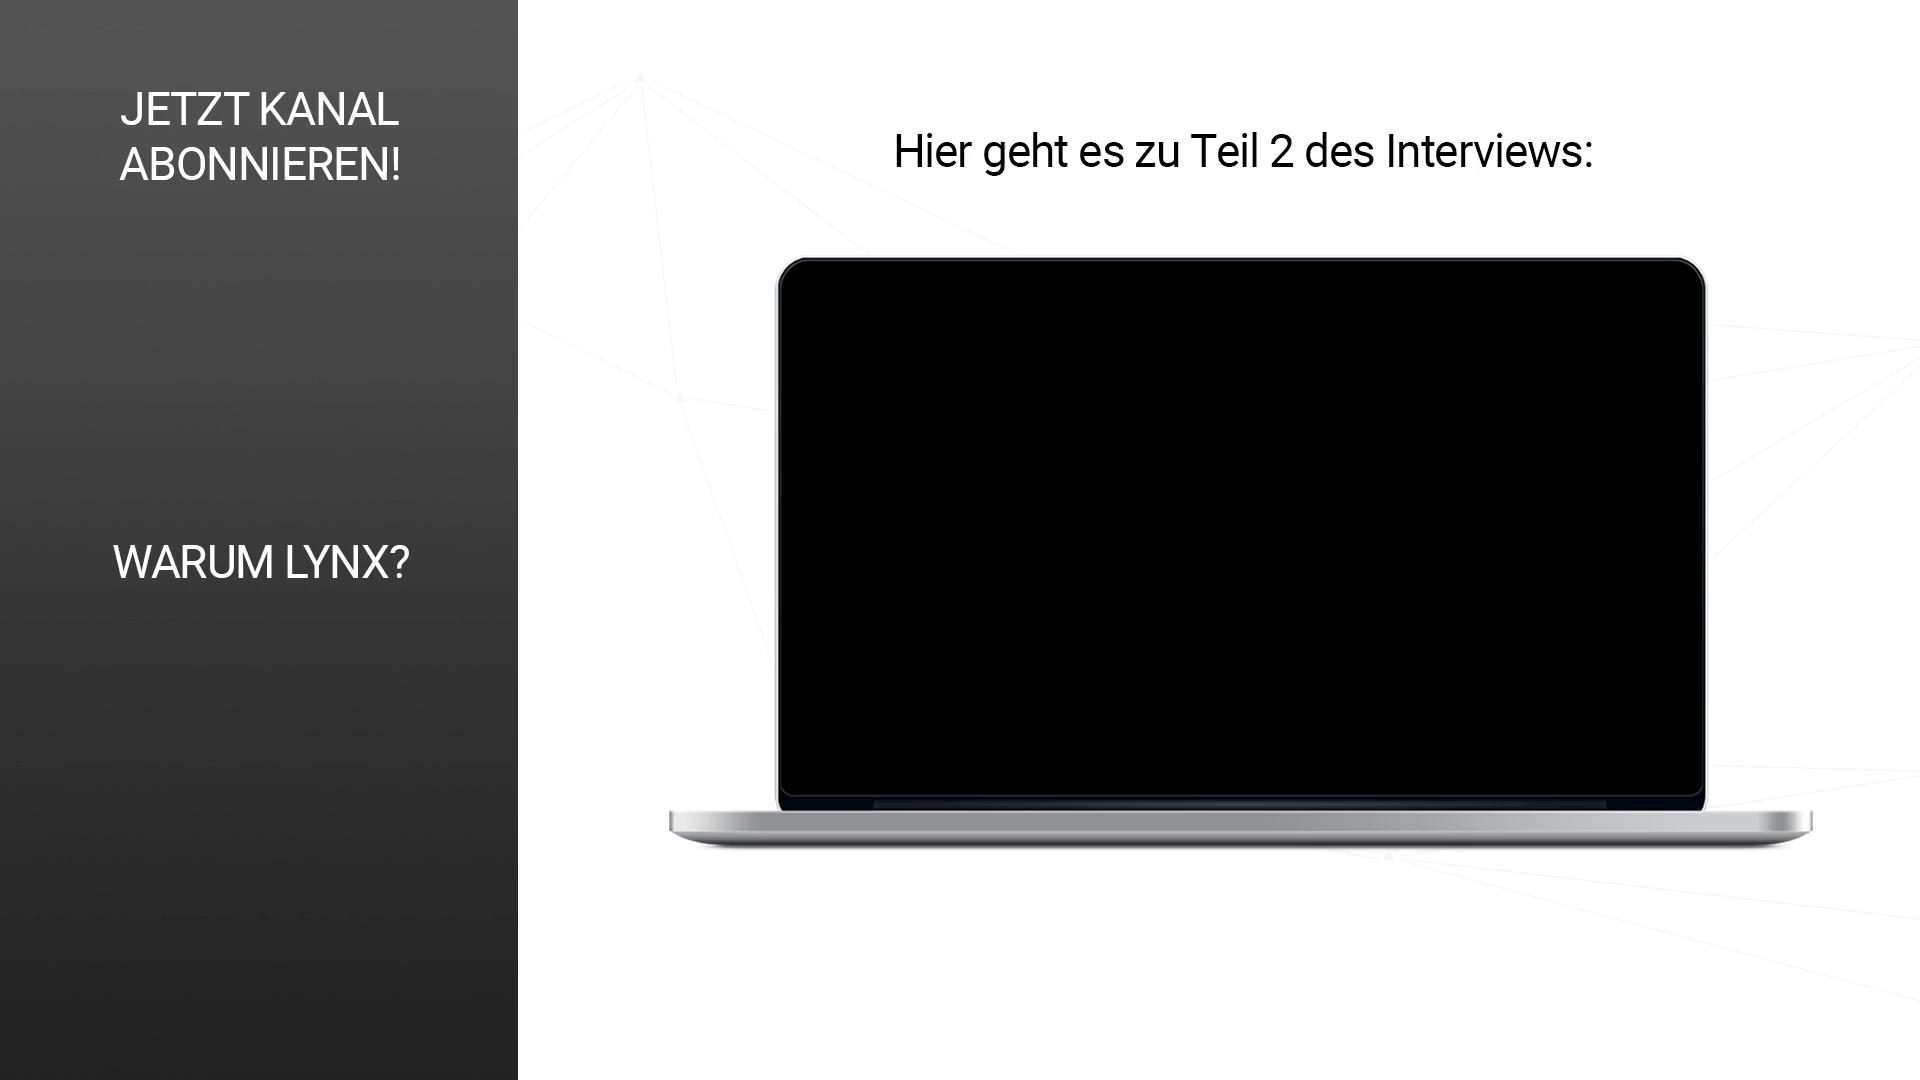 JETZT KANAL
ABONNIEREN!
WARUM LYNX?
Hier geht es zu Teil 2 des Interviews: